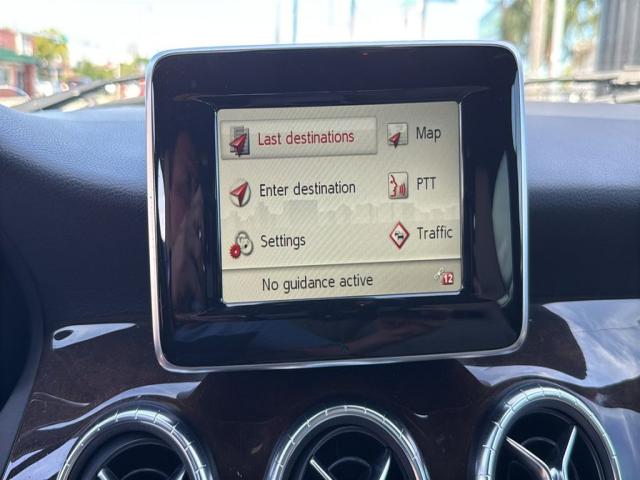 Last destinations
Map
Enter destination
PTT
Settings
Traffic
No guidance active
12